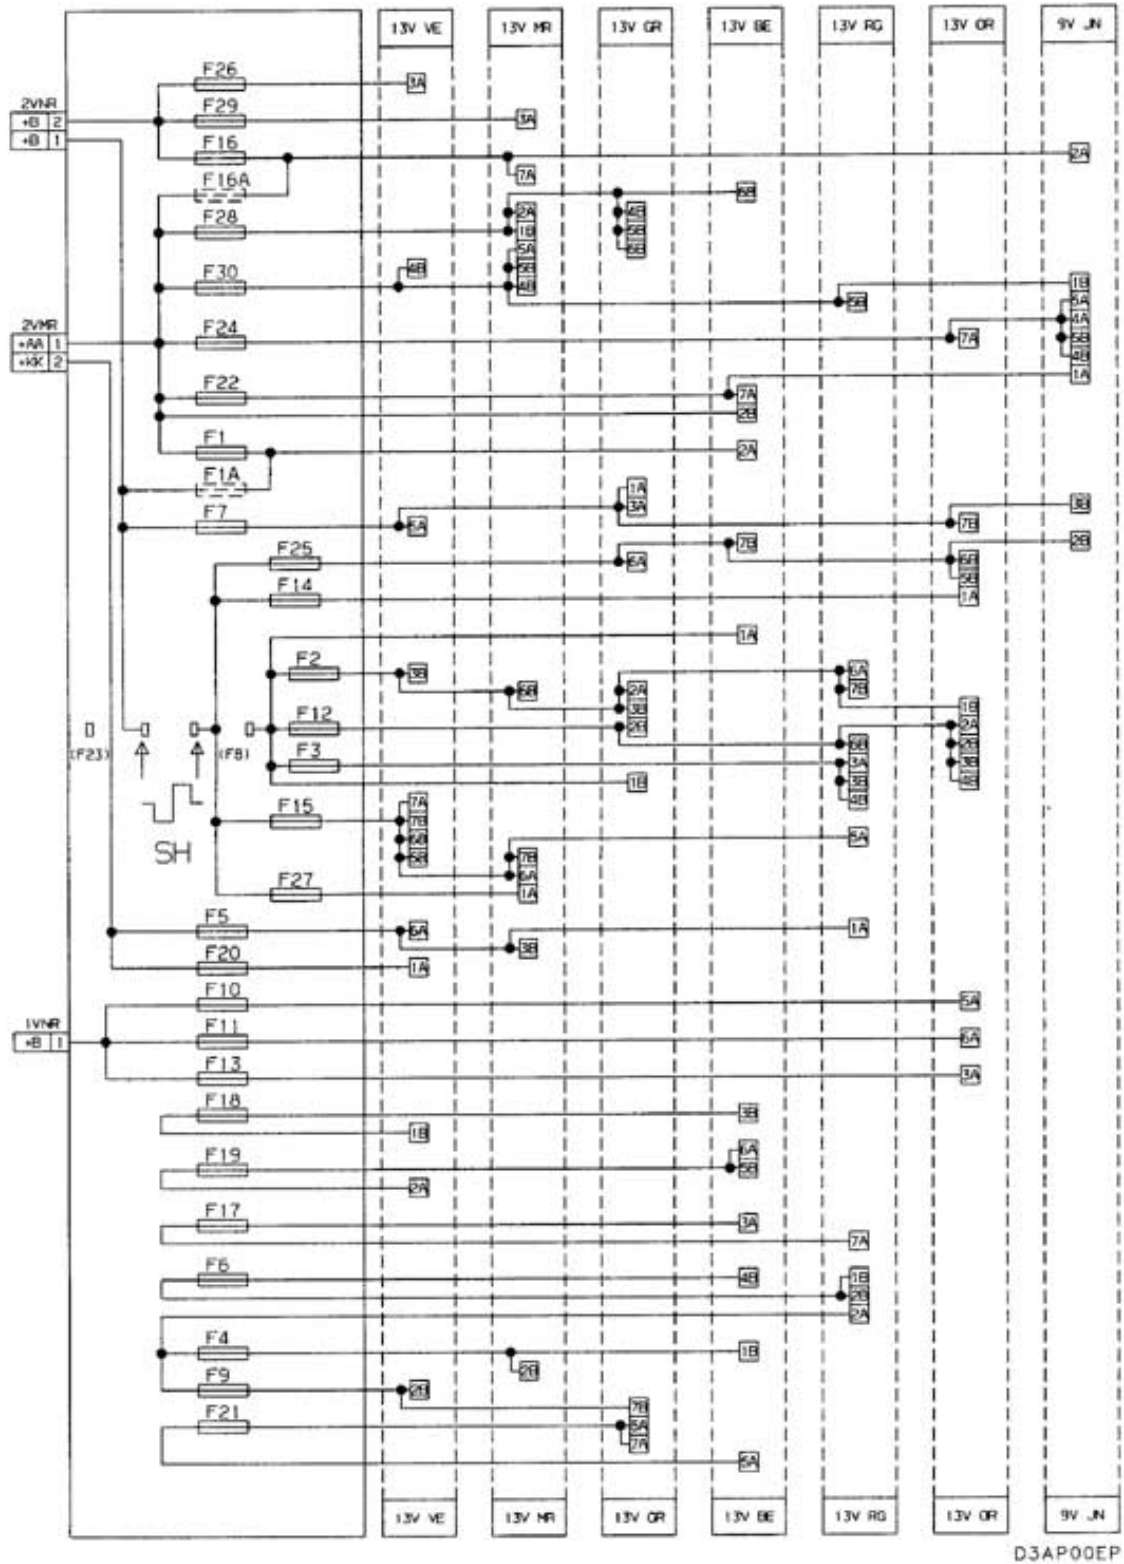 13V VE 13V MR 13V GR 13V BE 13V RG 13V OR 9V JN
F26 3A
2VNR
+B 2 F29 3A
+B 1
F16 2A
7A
F16A 6B
2A 4B
F28 1B 5B
5A 6B
4B 5B
F30 4B 1B
5B 5A
2VMR
+AA 1 F24 7A 4A
+KK 2 5B
4B
1A
F22 7A
2B
F1 2A
F1A 1A
3A 3B
F7 5A 7B
F25 7B 2B
6A 6B
5B
F14 1A
1A
F2 3B 6A
6B 2A 7B
3B 1B
F12 2B 2A
(F23) (F8) 6B 2B
F3 3A 3B
1B 3B 4B
4B
F15 7A
7B
SH 6B 5A
5B 7B
6A
F27 1A
F5 6A 1A
3B
F20 1A
F10 5A
1VNR
+B 1 F11 6A
F13 3A
F18 3B
1B
F19 6A
5B
2A
F17 3A
7A
F6 4B 1B
2B
2A
F4 1B
2B
F9 2B
7B
F21 5A
7A
6A
13V VE 13V MR 13V GR 13V BE 13V RG 13V OR 9V JN
D3AP00EP